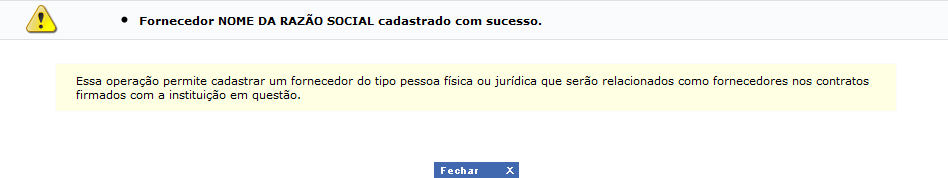 • Fornecedor NOME DA RAZÃO SOCIAL cadastrado com sucesso.
Essa operação permite cadastrar um fornecedor do tipo pessoa física ou jurídica que serão relacionados como fornecedores nos contratos
firmados com a instituição em questão.
Fechar X